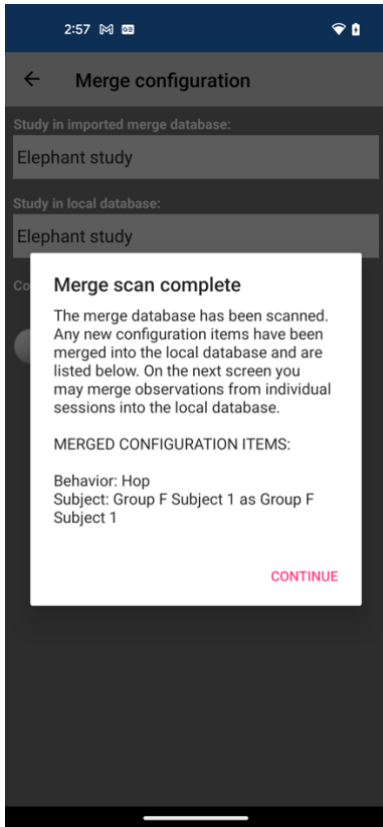 2:57
Merge configuration
Study in imported merge database:
Elephant study
Study in local database:
Elephant study
Co
Merge scan complete
The merge database has been scanned.
Any new configuration items have been
merged into the local database and are
listed below. On the next screen you
may merge observations from individual
sessions into the local database.
MERGED CONFIGURATION ITEMS:
Behavior: Hop
Subject: Group F Subject 1 as Group F
Subject 1
CONTINUE